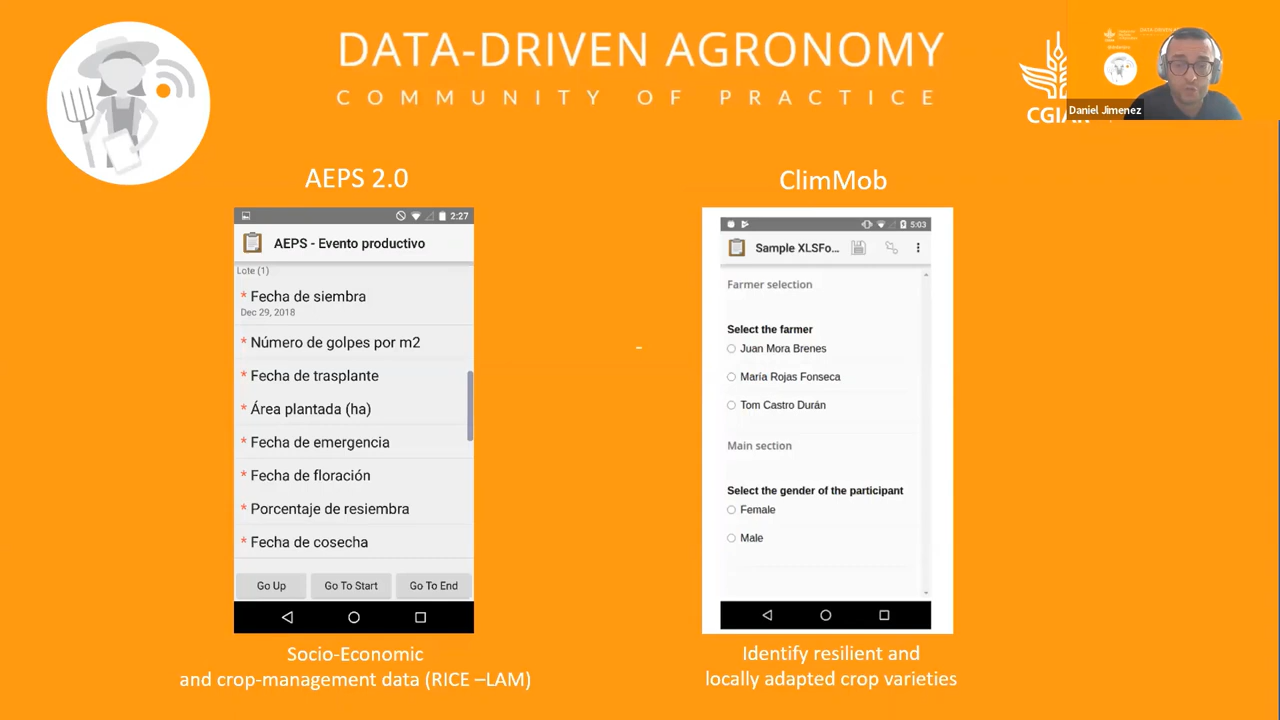 DATA-DRIVEN AGRONOMY
COMMUNITY OF PRACTICE
CGIAR
Daniel Jimenez
AEPS 2.0
2:27
AEPS - Evento productivo
Lote (1)
* Fecha de siembra
Dec 29, 2018
* Número de golpes por m2
* Fecha de trasplante
* Área plantada (ha)
* Fecha de emergencia
* Fecha de floración
* Porcentaje de resiembra
* Fecha de cosecha
Go Up
Go To Start
Go To End
Socio-Economic
and crop-management data (RICE –LAM)
-
ClimMob
5:03
Sample XLSFo...
Farmer selection
Select the farmer
Juan Mora Brenes
María Rojas Fonseca
Tom Castro Durán
Main section
Select the gender of the participant
Female
Male
Identify resilient and
locally adapted crop varieties